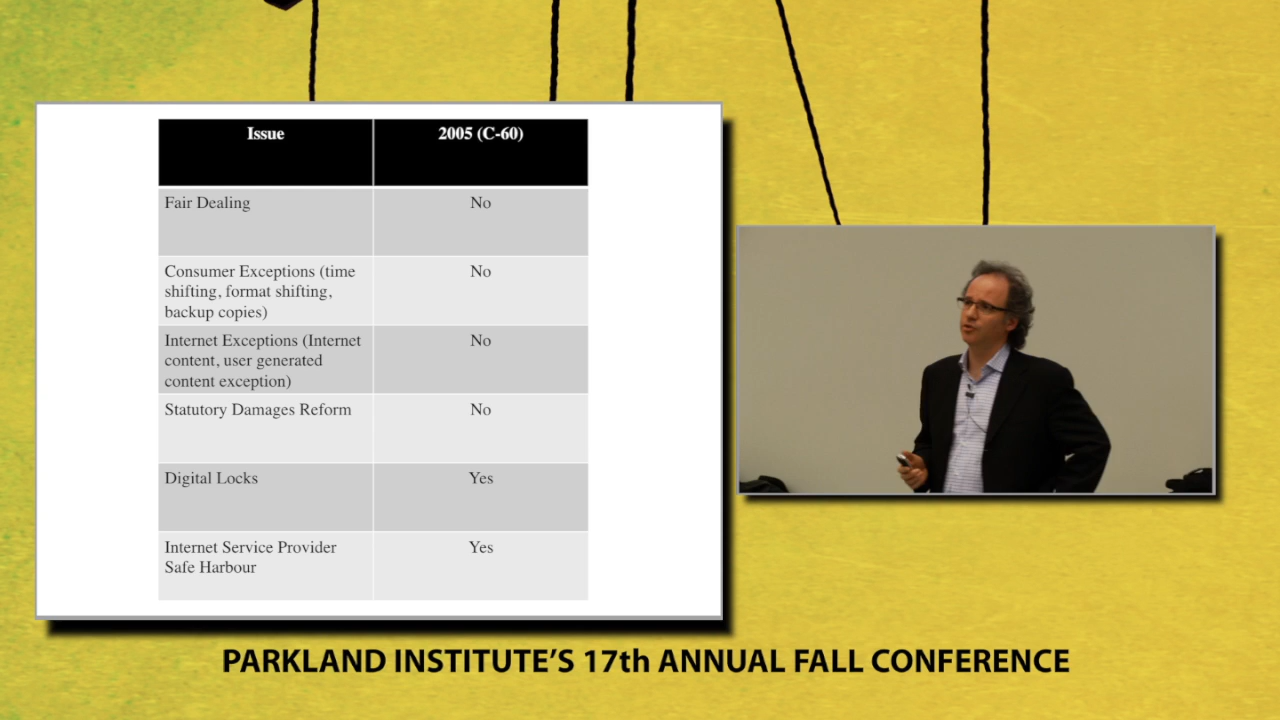 Issue
2005 (C-60)
Fair Dealing
No
Consumer Exceptions (time
shifting, format shifting,
backup copies)
No
Internet Exceptions (Internet
content, user generated
content exception)
No
Statutory Damages Reform
No
Digital Locks
Yes
Internet Service Provider
Safe Harbour
Yes
PARKLAND INSTITUTE'S 17th ANNUAL FALL CONFERENCE